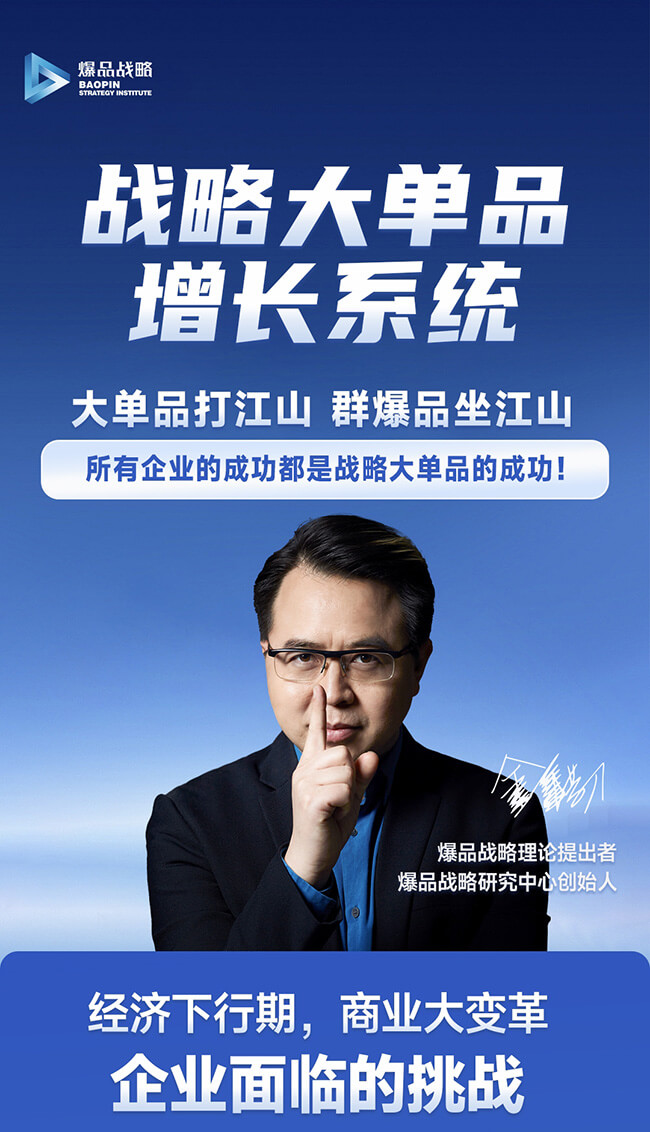 爆品战略
BAOPIN
STRATEGY INSTITUTE
战略大单品
增长系统
大单品打江山 群爆品坐江山
所有企业的成功都是战略大单品的成功！
爆品战略理论提出者
爆品战略研究中心创始人
经济下行期，商业大变革
企业面临的挑战